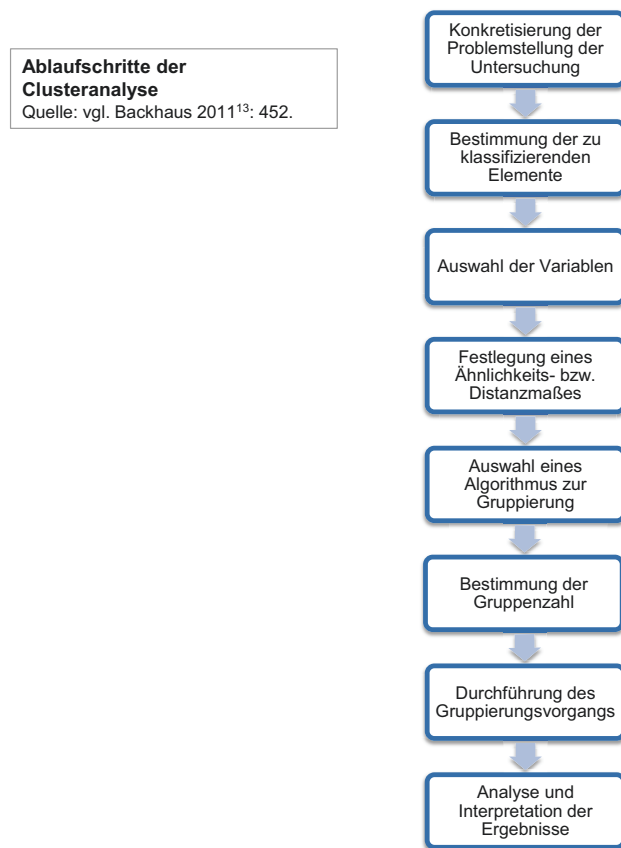 Ablaufschritte der
Clusteranalyse
Quelle: vgl. Backhaus 2011¹³: 452.
Konkretisierung der
Problemstellung der
Untersuchung
Bestimmung der zu
klassifizierenden
Elemente
Auswahl der Variablen
Festlegung eines
Ähnlichkeits- bzw.
Distanzmaßes
Auswahl eines
Algorithmus zur
Gruppierung
Bestimmung der
Gruppenzahl
Durchführung des
Gruppierungsvorgangs
Analyse und
Interpretation der
Ergebnisse